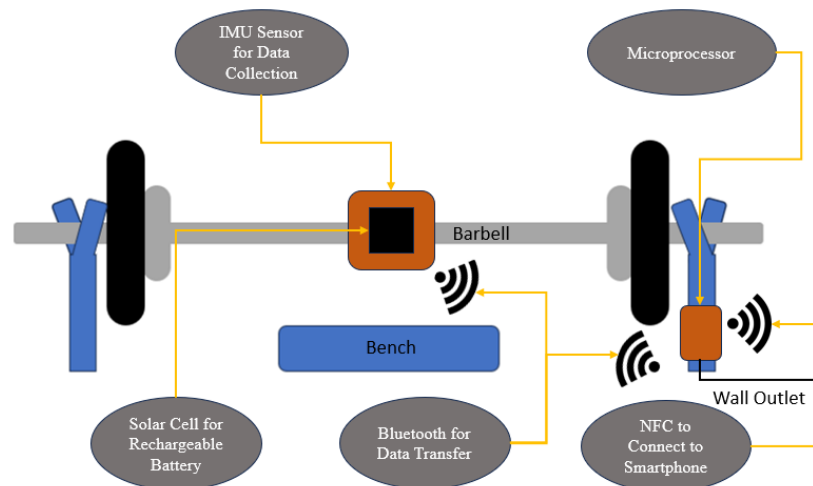 IMU Sensor
for Data
Collection
Microprocessor
Barbell
Bench
Wall Outlet
Solar Cell for
Rechargeable
Battery
Bluetooth for
Data Transfer
NFC to
Connect to
Smartphone